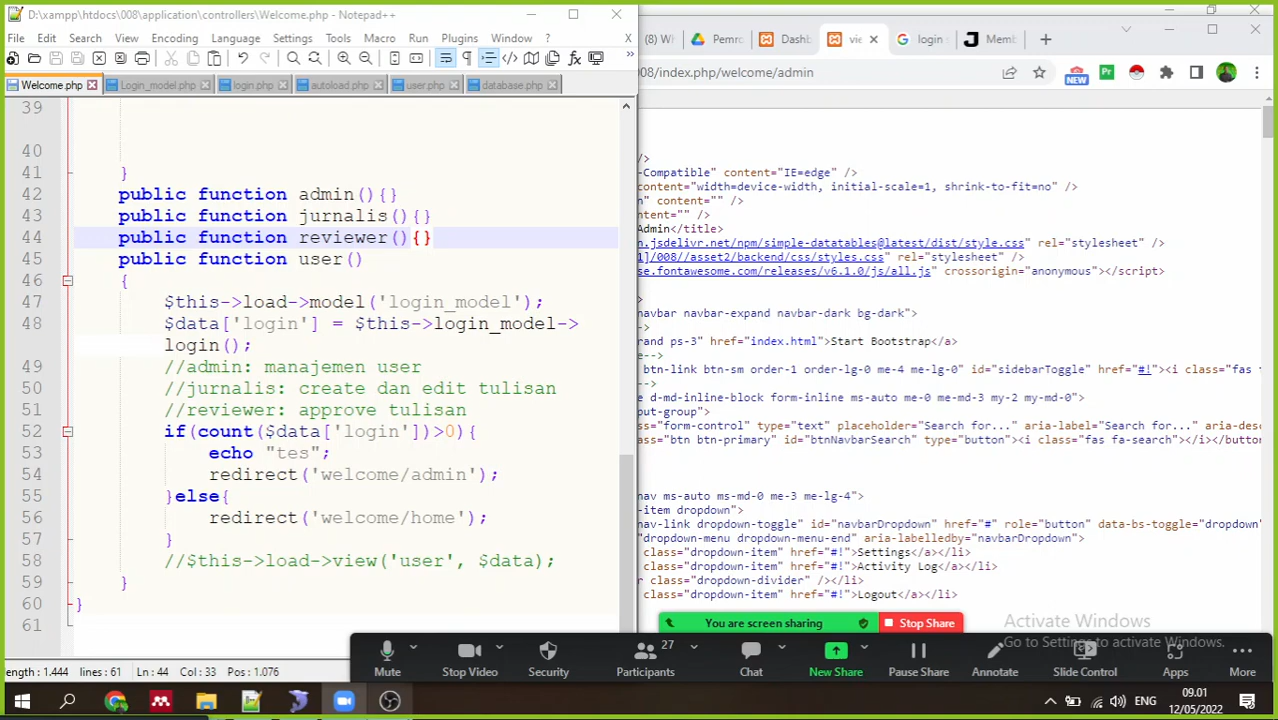 D:\xampp\htdocs\008\application\controllers\Welcome.php - Notepad++
File Edit Search View Encoding Language Settings Tools Macro Run Plugins Window ? X
Welcome.php Login_model.php login.php autoload.php user.php database.php
39
40
41 }
42 public function admin(){}
43 public function jurnalis(){}
44 public function reviewer(){}
45 public function user()
46 {
47 $this->load->model('login_model');
48 $data['login'] = $this->login_model->
login();
49 //admin: manajemen user
50 //jurnalis: create dan edit tulisan
51 //reviewer: approve tulisan
52 if(count($data['login'])>0){
53 echo "tes";
54 redirect('welcome/admin');
55 }else{
56 redirect('welcome/home');
57 }
58 //$this->load->view('user', $data);
59 }
60 }
61
ength : 1.444 lines : 61 Ln : 44 Col : 33 Pos : 1.076
(8) W Pemro Dashb vie login Memb
08/index.php/welcome/admin
NEW
Pr
/>
-Compatible" content="IE=edge" />
content="width=device-width, initial-scale=1, shrink-to-fit=no" />
n" content="" />
ntent="" />
Admin</title>
n.jsdelivr.net/npm/simple-datatables@latest/dist/style.css" rel="stylesheet" />
1]/008//asset2/backend/css/styles.css" rel="stylesheet" />
se.fontawesome.com/releases/v6.1.0/js/all.js" crossorigin="anonymous"></script>
>
navbar navbar-expand navbar-dark bg-dark">
-->
rand ps-3" href="index.html">Start Bootstrap</a>
e-->
btn-link btn-sm order-1 order-lg-0 me-4 me-lg-0" id="sidebarToggle" href="#!"><i class="fas f
-->
e d-md-inline-block form-inline ms-auto me-0 me-md-3 my-2 my-md-0">
put-group">
class="form-control" type="text" placeholder="Search for..." aria-label="Search for..." aria-desc
class="btn btn-primary" id="btnNavbarSearch" type="button"><i class="fas fa-search"></i></button
nav ms-auto ms-md-0 me-3 me-lg-4">
-item dropdown">
nav-link dropdown-toggle" id="navbarDropdown" href="#" role="button" data-bs-toggle="dropdown"
dropdown-menu dropdown-menu-end" aria-labelledby="navbarDropdown">
class="dropdown-item" href="#!">Settings</a></li>
class="dropdown-item" href="#!">Activity Log</a></li>
r class="dropdown-divider" /></li>
class="dropdown-item" href="#!">Logout</a></li>
You are screen sharing Stop Share
Activate Windows
Go to Settings to activate Windows.
27
Mute Stop Video Security Participants Chat New Share Pause Share Annotate Slide Control Apps More
ENG
09.01
12/05/2022